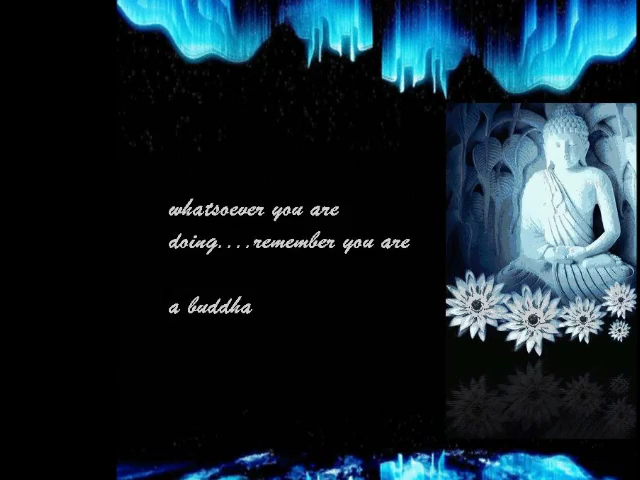 whatsoever you are
doing....remember you are
a buddha